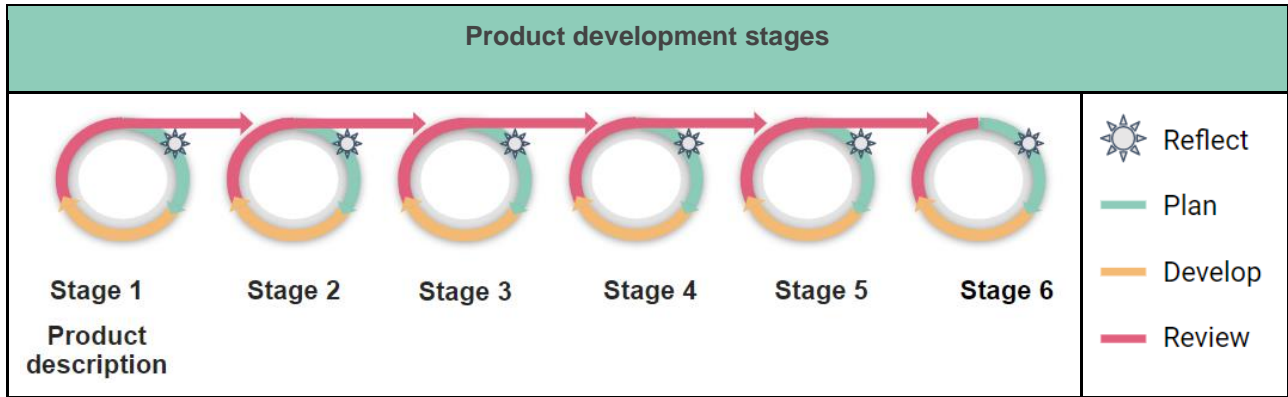 Product development stages
Reflect
Plan
Develop
Review
Stage 1
Stage 2
Stage 3
Stage 4
Stage 5
Stage 6
Product
description